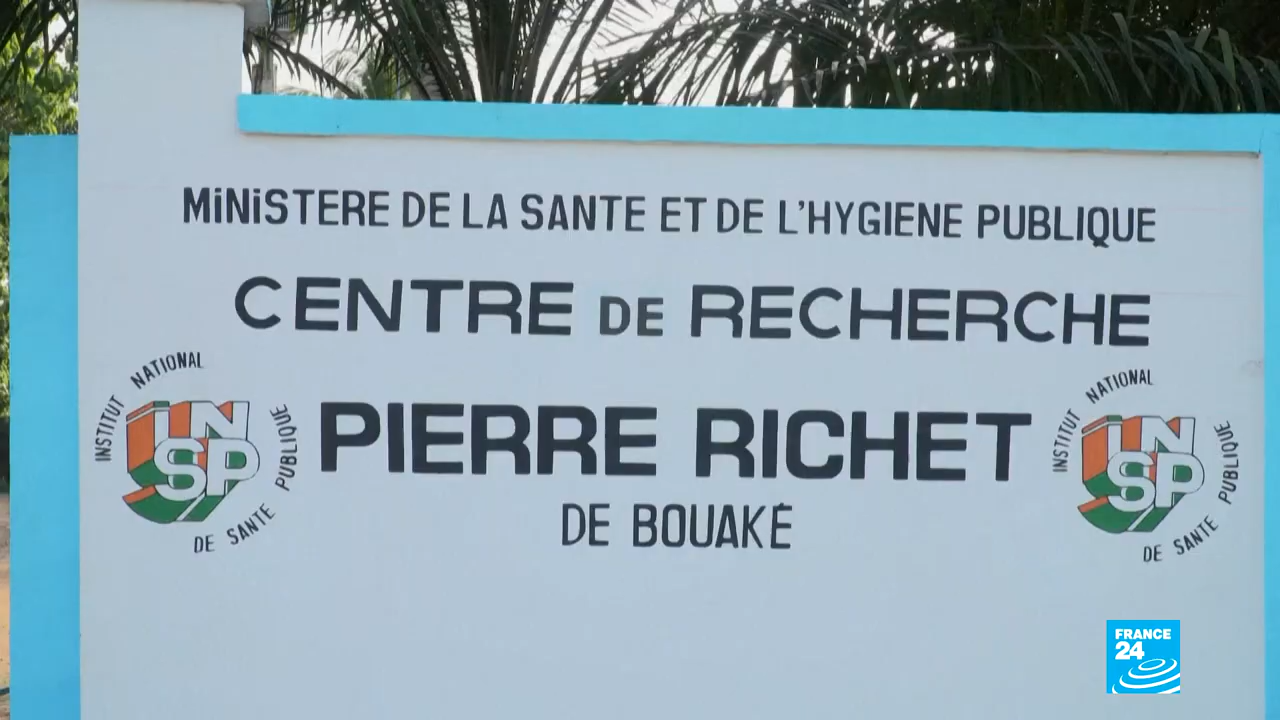 MiNiSTERE DE LA SANTE ET DE L'HYGIENE PUBLIQUE
CENTRE DE RECHERCHE
INSTITUT NATIONAL DE SANTE PUBLIQUE
INSP
PIERRE RICHET
INSTITUT NATIONAL DE SANTE PUBLIQUE
INSP
DE BOUAKÉ
FRANCE
24